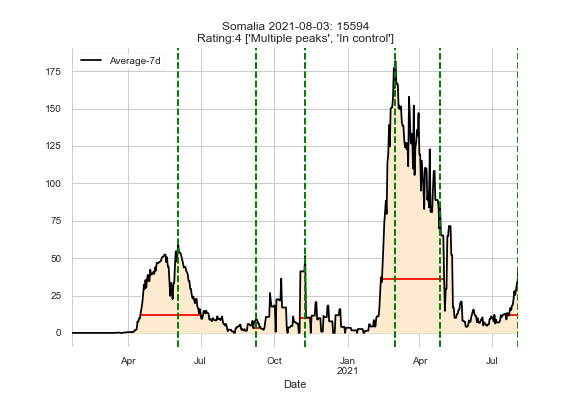 Somalia 2021-08-03: 15594
Rating:4 ['Multiple peaks', 'In control']
Average-7d
175
150
125
100
75
50
25
0
Apr
Jul
Oct
Jan
2021
Apr
Jul
Date